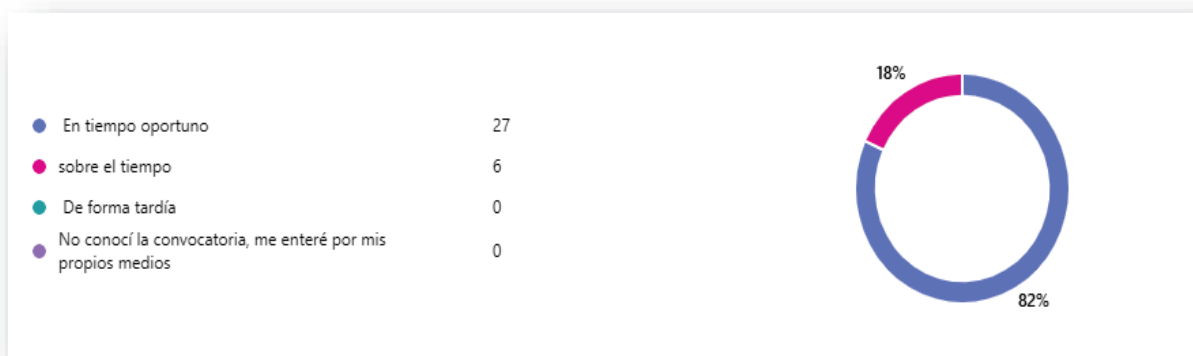 18%
En tiempo oportuno 27
sobre el tiempo 6
De forma tardía 0
No conocí la convocatoria, me enteré por mis 0
propios medios
82%